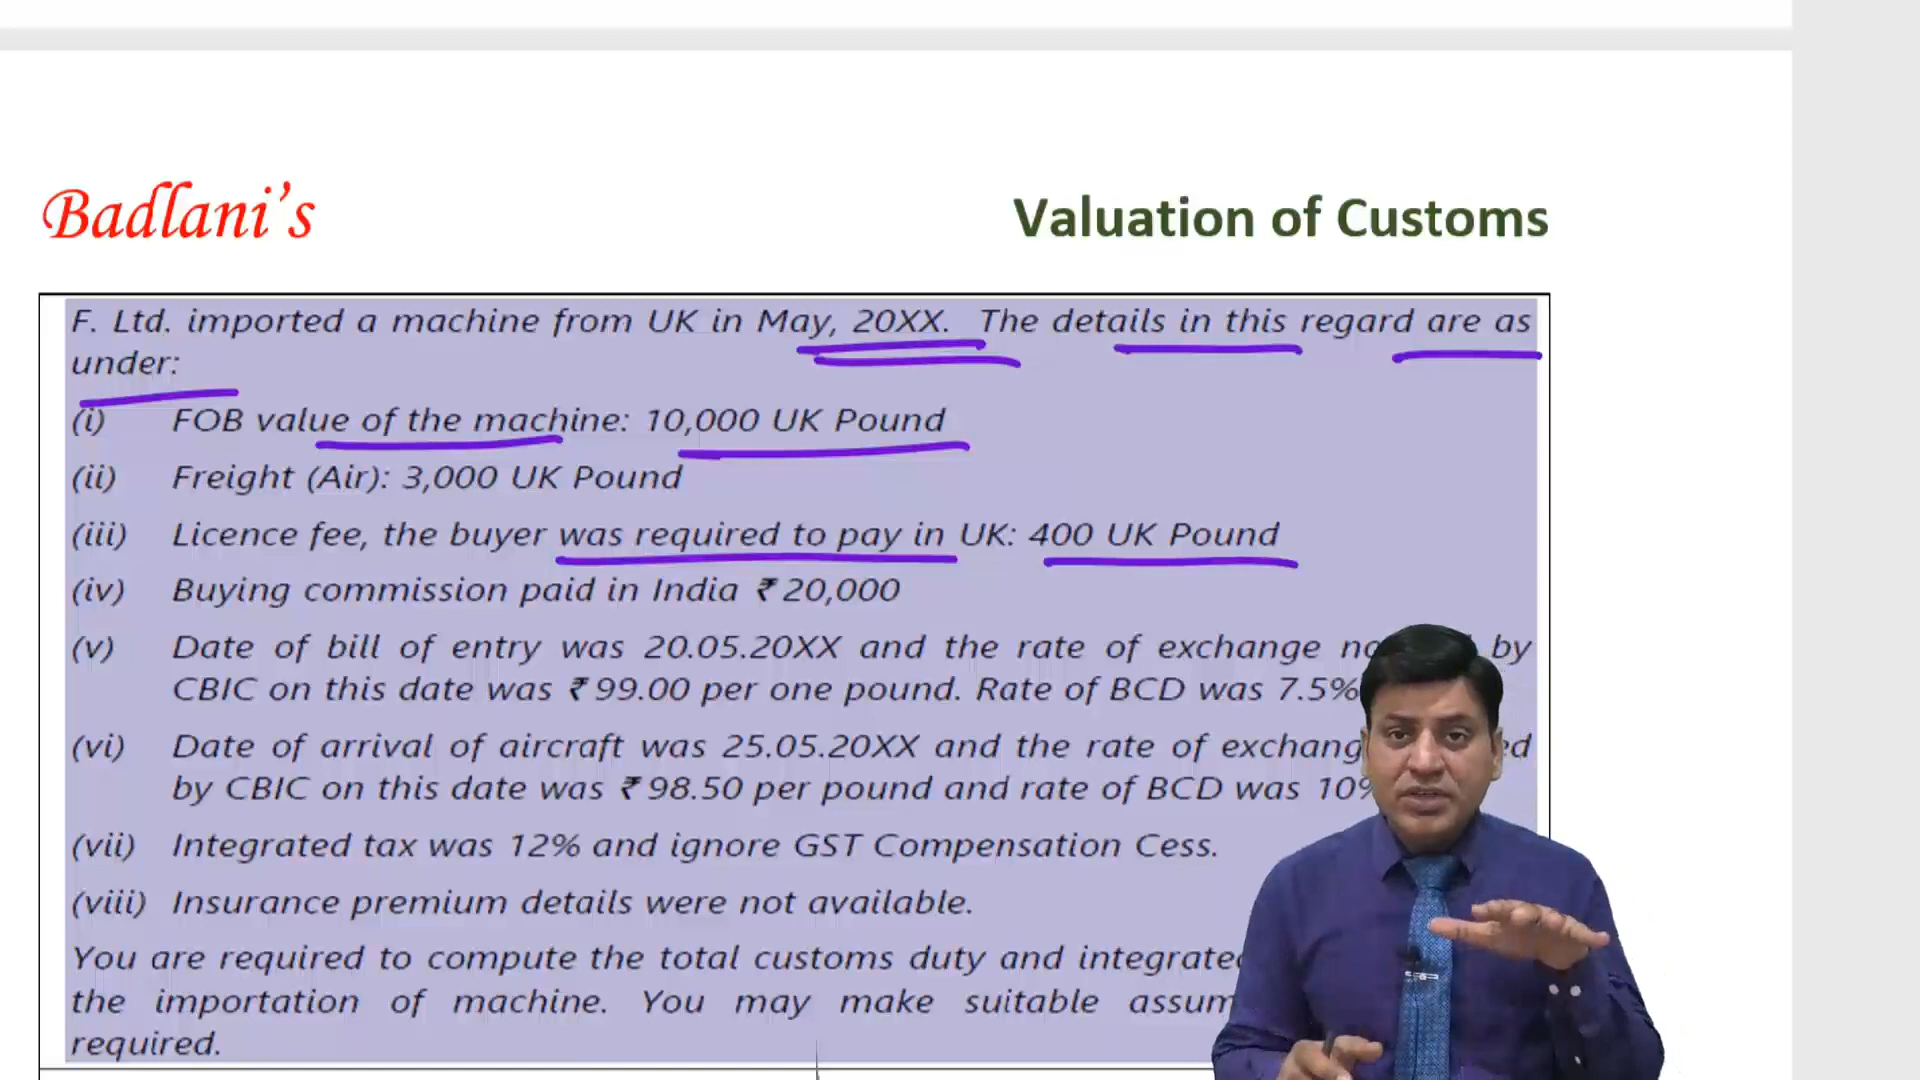 Badlani's
Valuation of Customs
F. Ltd. imported a machine from UK in May, 20XX. The details in this regard are as
under:
(i) FOB value of the machine: 10,000 UK Pound
(ii) Freight (Air): 3,000 UK Pound
(iii) Licence fee, the buyer was required to pay in UK: 400 UK Pound
(iv) Buying commission paid in India ₹ 20,000
(v) Date of bill of entry was 20.05.20XX and the rate of exchange by
CBIC on this date was ₹ 99.00 per one pound. Rate of BCD was 7.5%
(vi) Date of arrival of aircraft was 25.05.20XX and the rate of
by CBIC on this date was ₹ 98.50 per pound and rate of BCD was 10%
(vii) Integrated tax was 12% and ignore GST Compensation Cess.
(viii) Insurance premium details were not available.
You are required to compute the total customs duty and
the importation of machine. You may make suitable
required.